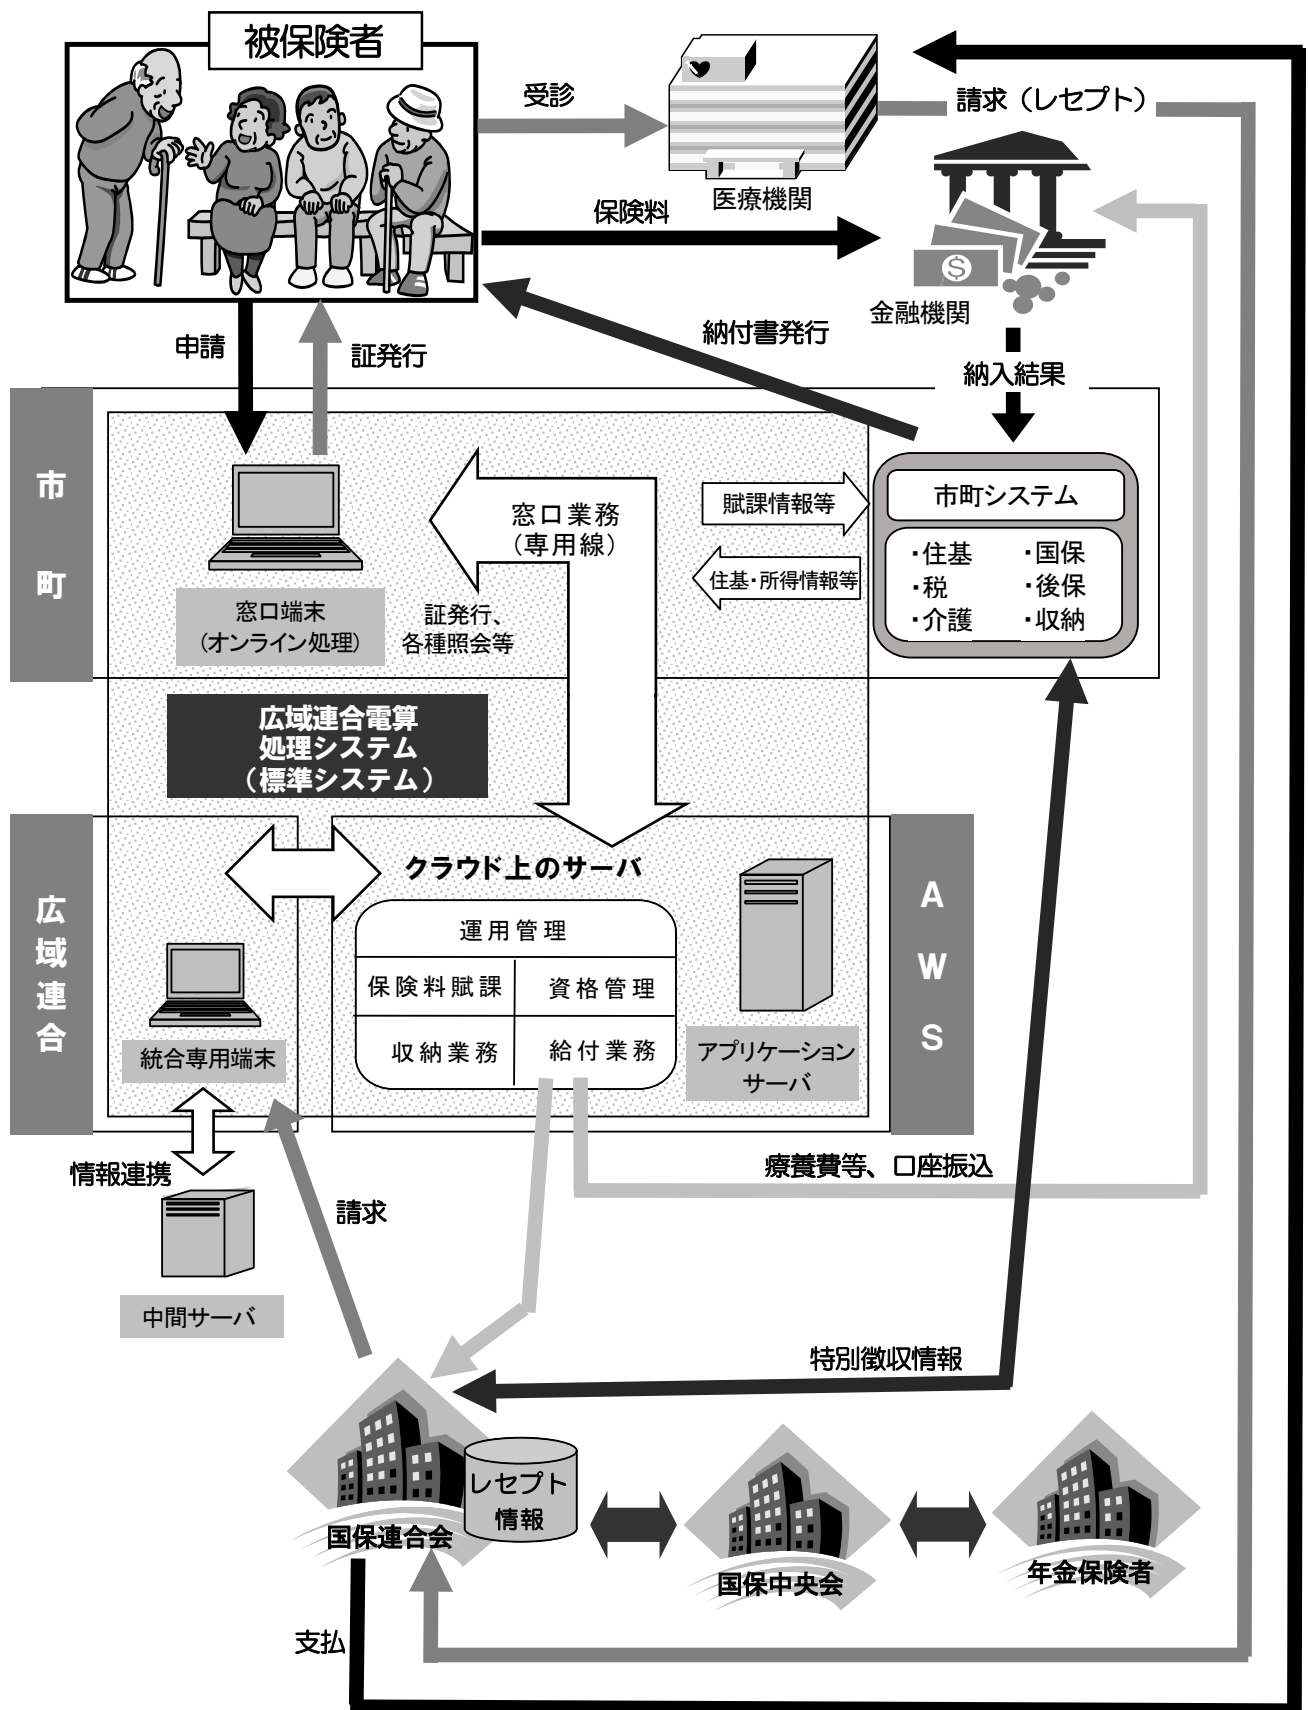 被保険者
受診
請求（レセプト）
医療機関
保険料
$
金融機関
納付書発行
申請
証発行
納入結果
市
町
市町システム
窓口業務
（専用線）
賦課情報等
・住基
・国保
・税
・後保
・介護
・収納
住基・所得情報等
窓口端末
（オンライン処理）
証発行、
各種照会等
広域連合電算
処理システム
（標準システム）
広
域
連
合
クラウド上のサーバ
A
W
S
運用管理
保険料賦課
資格管理
収納業務
給付業務
アプリケーション
サーバ
統合専用端末
情報連携
療養費等、口座振込
請求
中間サーバ
特別徴収情報
レセプト
情報
国保連合会
国保中央会
年金保険者
支払